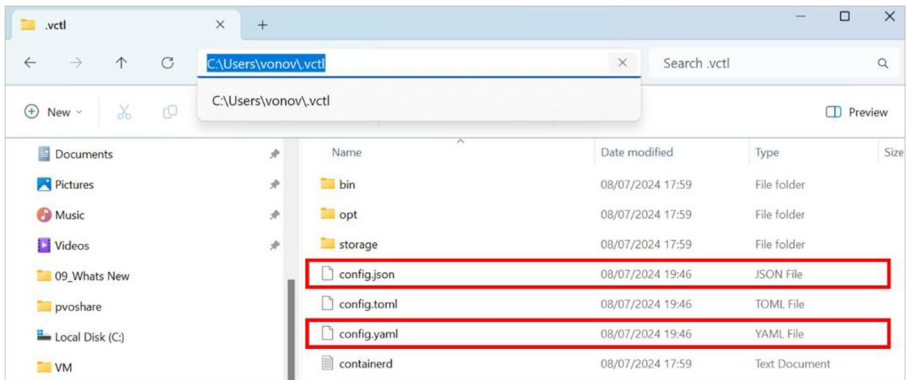 .vctl
C:\Users\vonov\.vctl
Search .vctl
C:\Users\vonov\.vctl
New
Preview
Name Date modified Type Size
Documents
Pictures
Music
Videos
09_Whats New
pvoshare
Local Disk (C:)
VM
bin 08/07/2024 17:59 File folder
opt 08/07/2024 17:59 File folder
storage 08/07/2024 17:59 File folder
config.json 08/07/2024 19:46 JSON File
config.toml 08/07/2024 19:46 TOML File
config.yaml 08/07/2024 19:46 YAML File
containerd 08/07/2024 17:59 Text Document